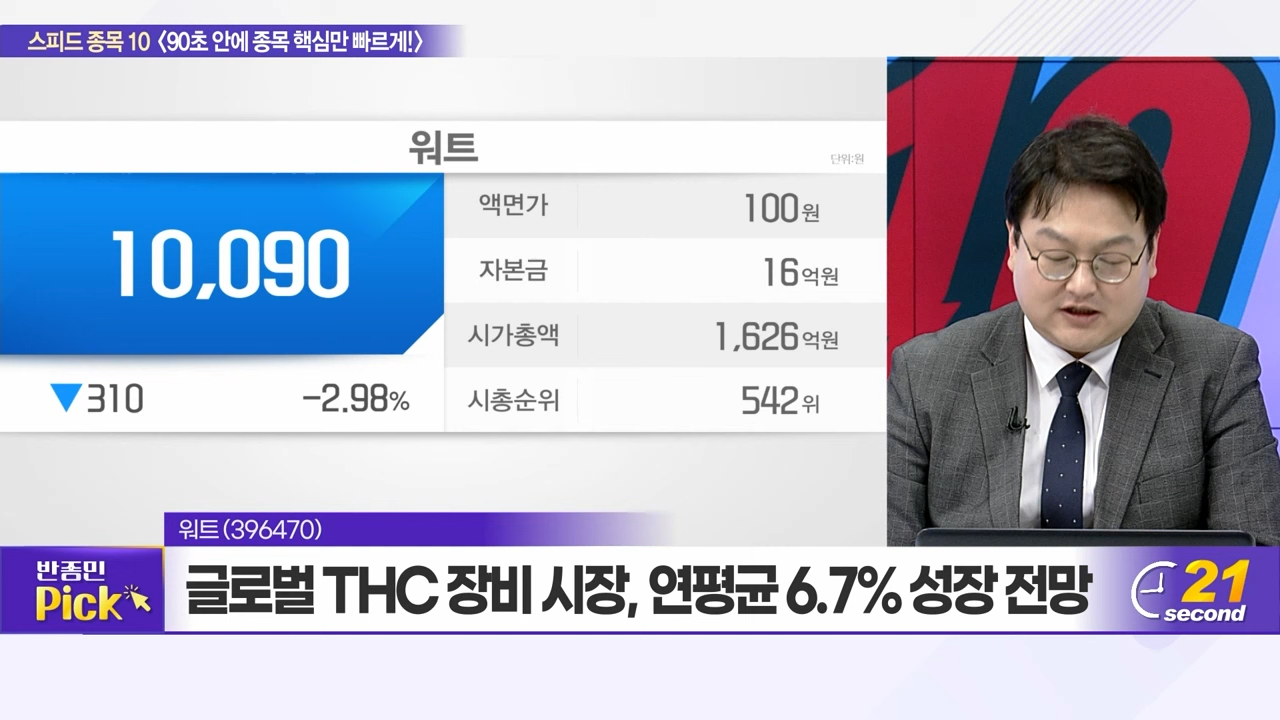 스피드 종목 10 〈90초 안에 종목 핵심만 빠르게!〉
워트
단위:원
10,090
▼310 -2.98%
액면가 100원
자본금 16억원
시가총액 1,626억원
시총순위 542위
10
워트(396470)
반종민
Pick
글로벌 THC 장비 시장, 연평균 6.7% 성장 전망
21
second